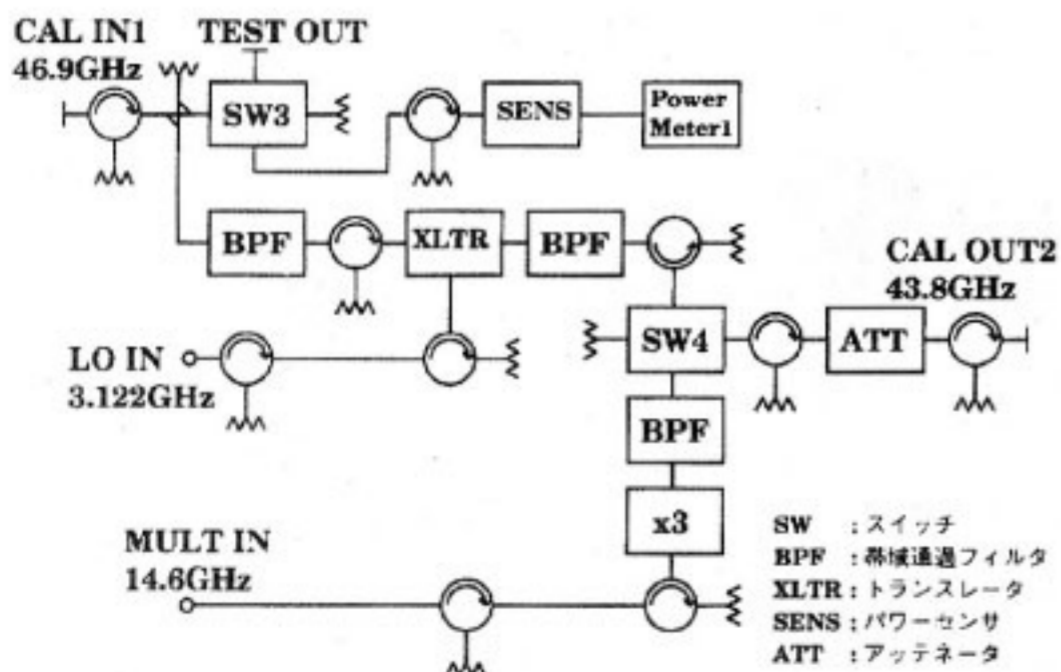 CAL IN1
46.9GHz
TEST OUT
SW3
SENS
Power
Meter1
BPF
XLTR
BPF
CAL OUT2
43.8GHz
LO IN
3.122GHz
SW4
ATT
BPF
x3
MULT IN
14.6GHz
SW : スイッチ
BPF : 帯域通過フィルタ
XLTR : トランスレータ
SENS : パワーセンサ
ATT : アッテネータ